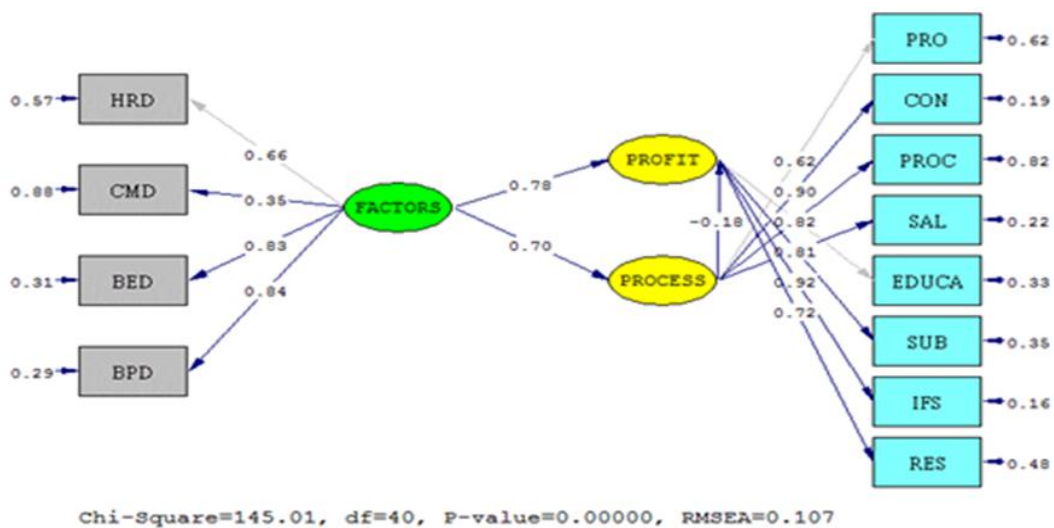 PRO
0.62
HRD
0.57
CON
0.19
0.66
PROFIT
0.62
PROC
0.82
CMD
0.88
0.35
0.78
0.90
FACTORS
0.82
SAL
0.22
-0.18
0.83
0.70
0.81
BED
0.31
PROCESS
0.92
EDUCA
0.33
0.84
0.72
SUB
0.35
BPD
0.29
IFS
0.16
RES
0.48
Chi-Square=145.01, df=40, P-value=0.00000, RMSEA=0.107